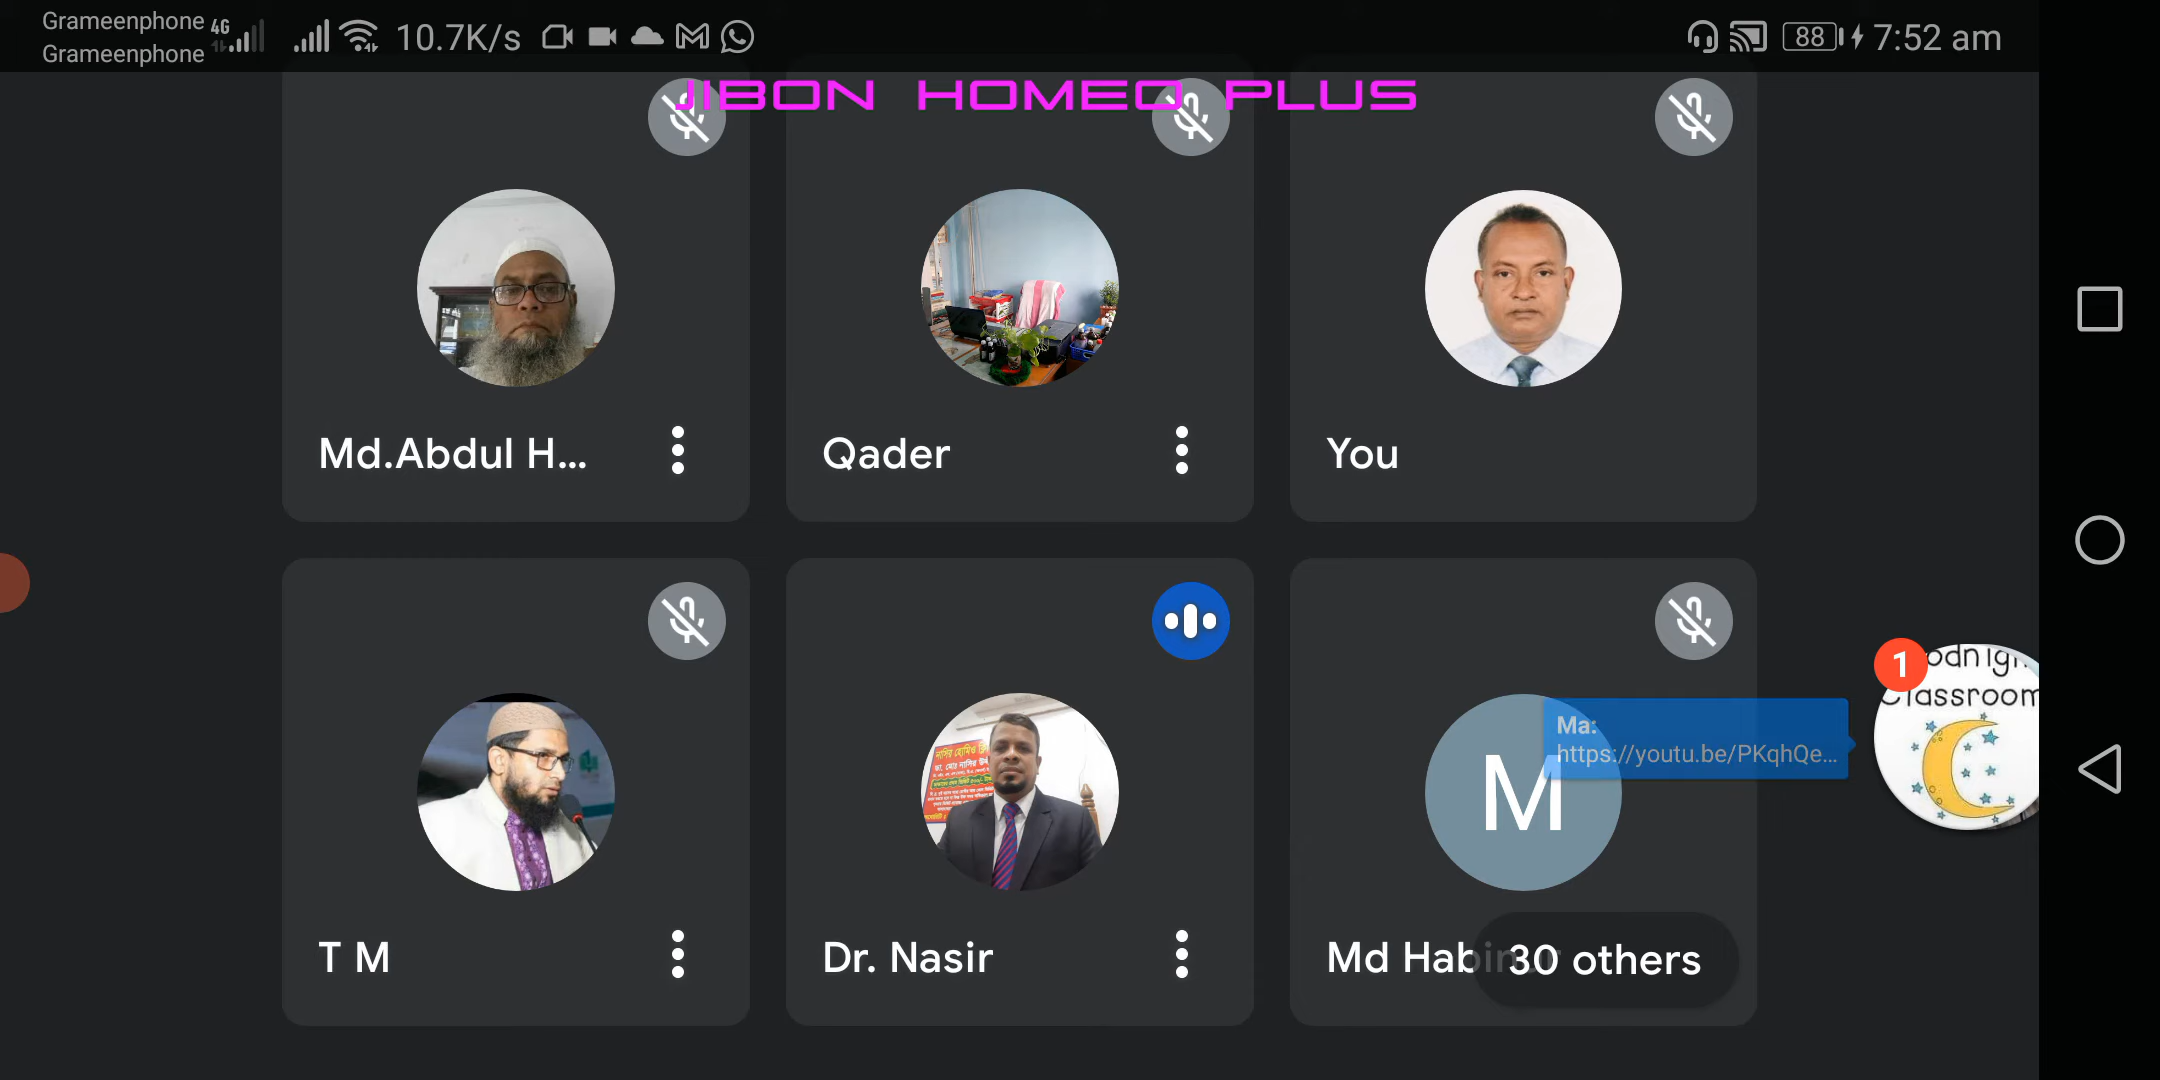 Grameenphone 4G
Grameenphone
10.7K/s
88
7:52 am
JIBON HOMEO PLUS
Md.Abdul H...
Qader
You
1
Classroom
Ma:
https://youtu.be/PKqhQe...
M
T M
Dr. Nasir
Md Habi
30 others
নাসির হোমিও